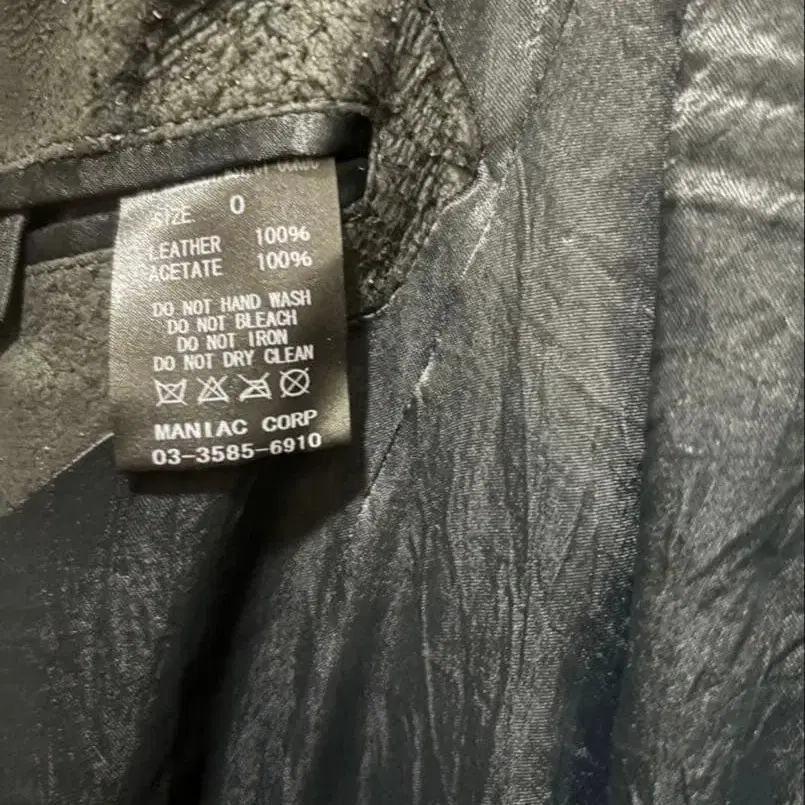 SIZE 0
LEATHER 100%
ACETATE 100%
DO NOT HAND WASH
DO NOT BLEACH
DO NOT IRON
DO NOT DRY CLEAN
MANIAC CORP
03-3585-6910